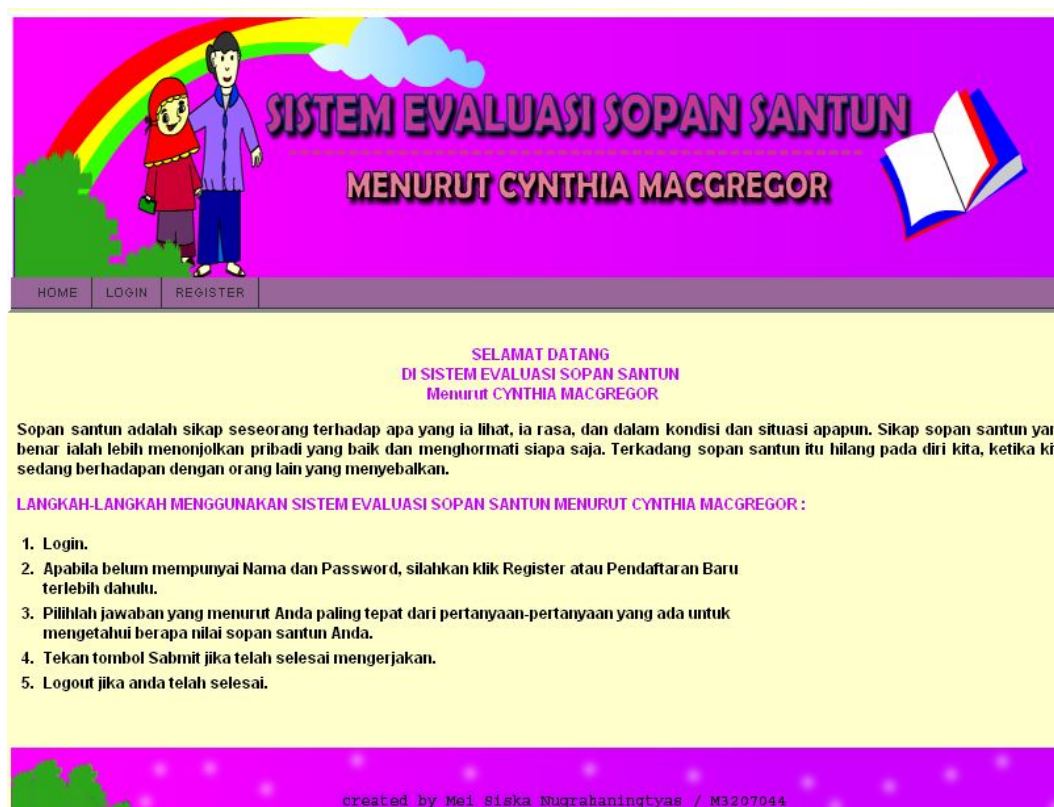 SISTEM EVALUASI SOPAN SANTUN
MENURUT CYNTHIA MACGREGOR
HOME LOGIN REGISTER
SELAMAT DATANG
DI SISTEM EVALUASI SOPAN SANTUN
Menurut CYNTHIA MACGREGOR
Sopan santun adalah sikap seseorang terhadap apa yang ia lihat, ia rasa, dan dalam kondisi dan situasi apapun. Sikap sopan santun
benar ialah lebih menonjolkan pribadi yang baik dan menghormati siapa saja. Terkadang sopan santun itu hilang pada diri kita, ketika
sedang berhadapan dengan orang lain yang menyebalkan.
LANGKAH-LANGKAH MENGGUNAKAN SISTEM EVALUASI SOPAN SANTUN MENURUT CYNTHIA MACGREGOR :
1. Login.
2. Apabila belum mempunyai Nama dan Password, silahkan klik Register atau Pendaftaran Baru
terlebih dahulu.
3. Pilihlah jawaban yang menurut Anda paling tepat dari pertanyaan-pertanyaan yang ada untuk
mengetahui berapa nilai sopan santun Anda.
4. Tekan tombol Sabmit jika telah selesai mengerjakan.
5. Logout jika anda telah selesai.
created by Mei Siska Nugrahaningtyas / M3207044